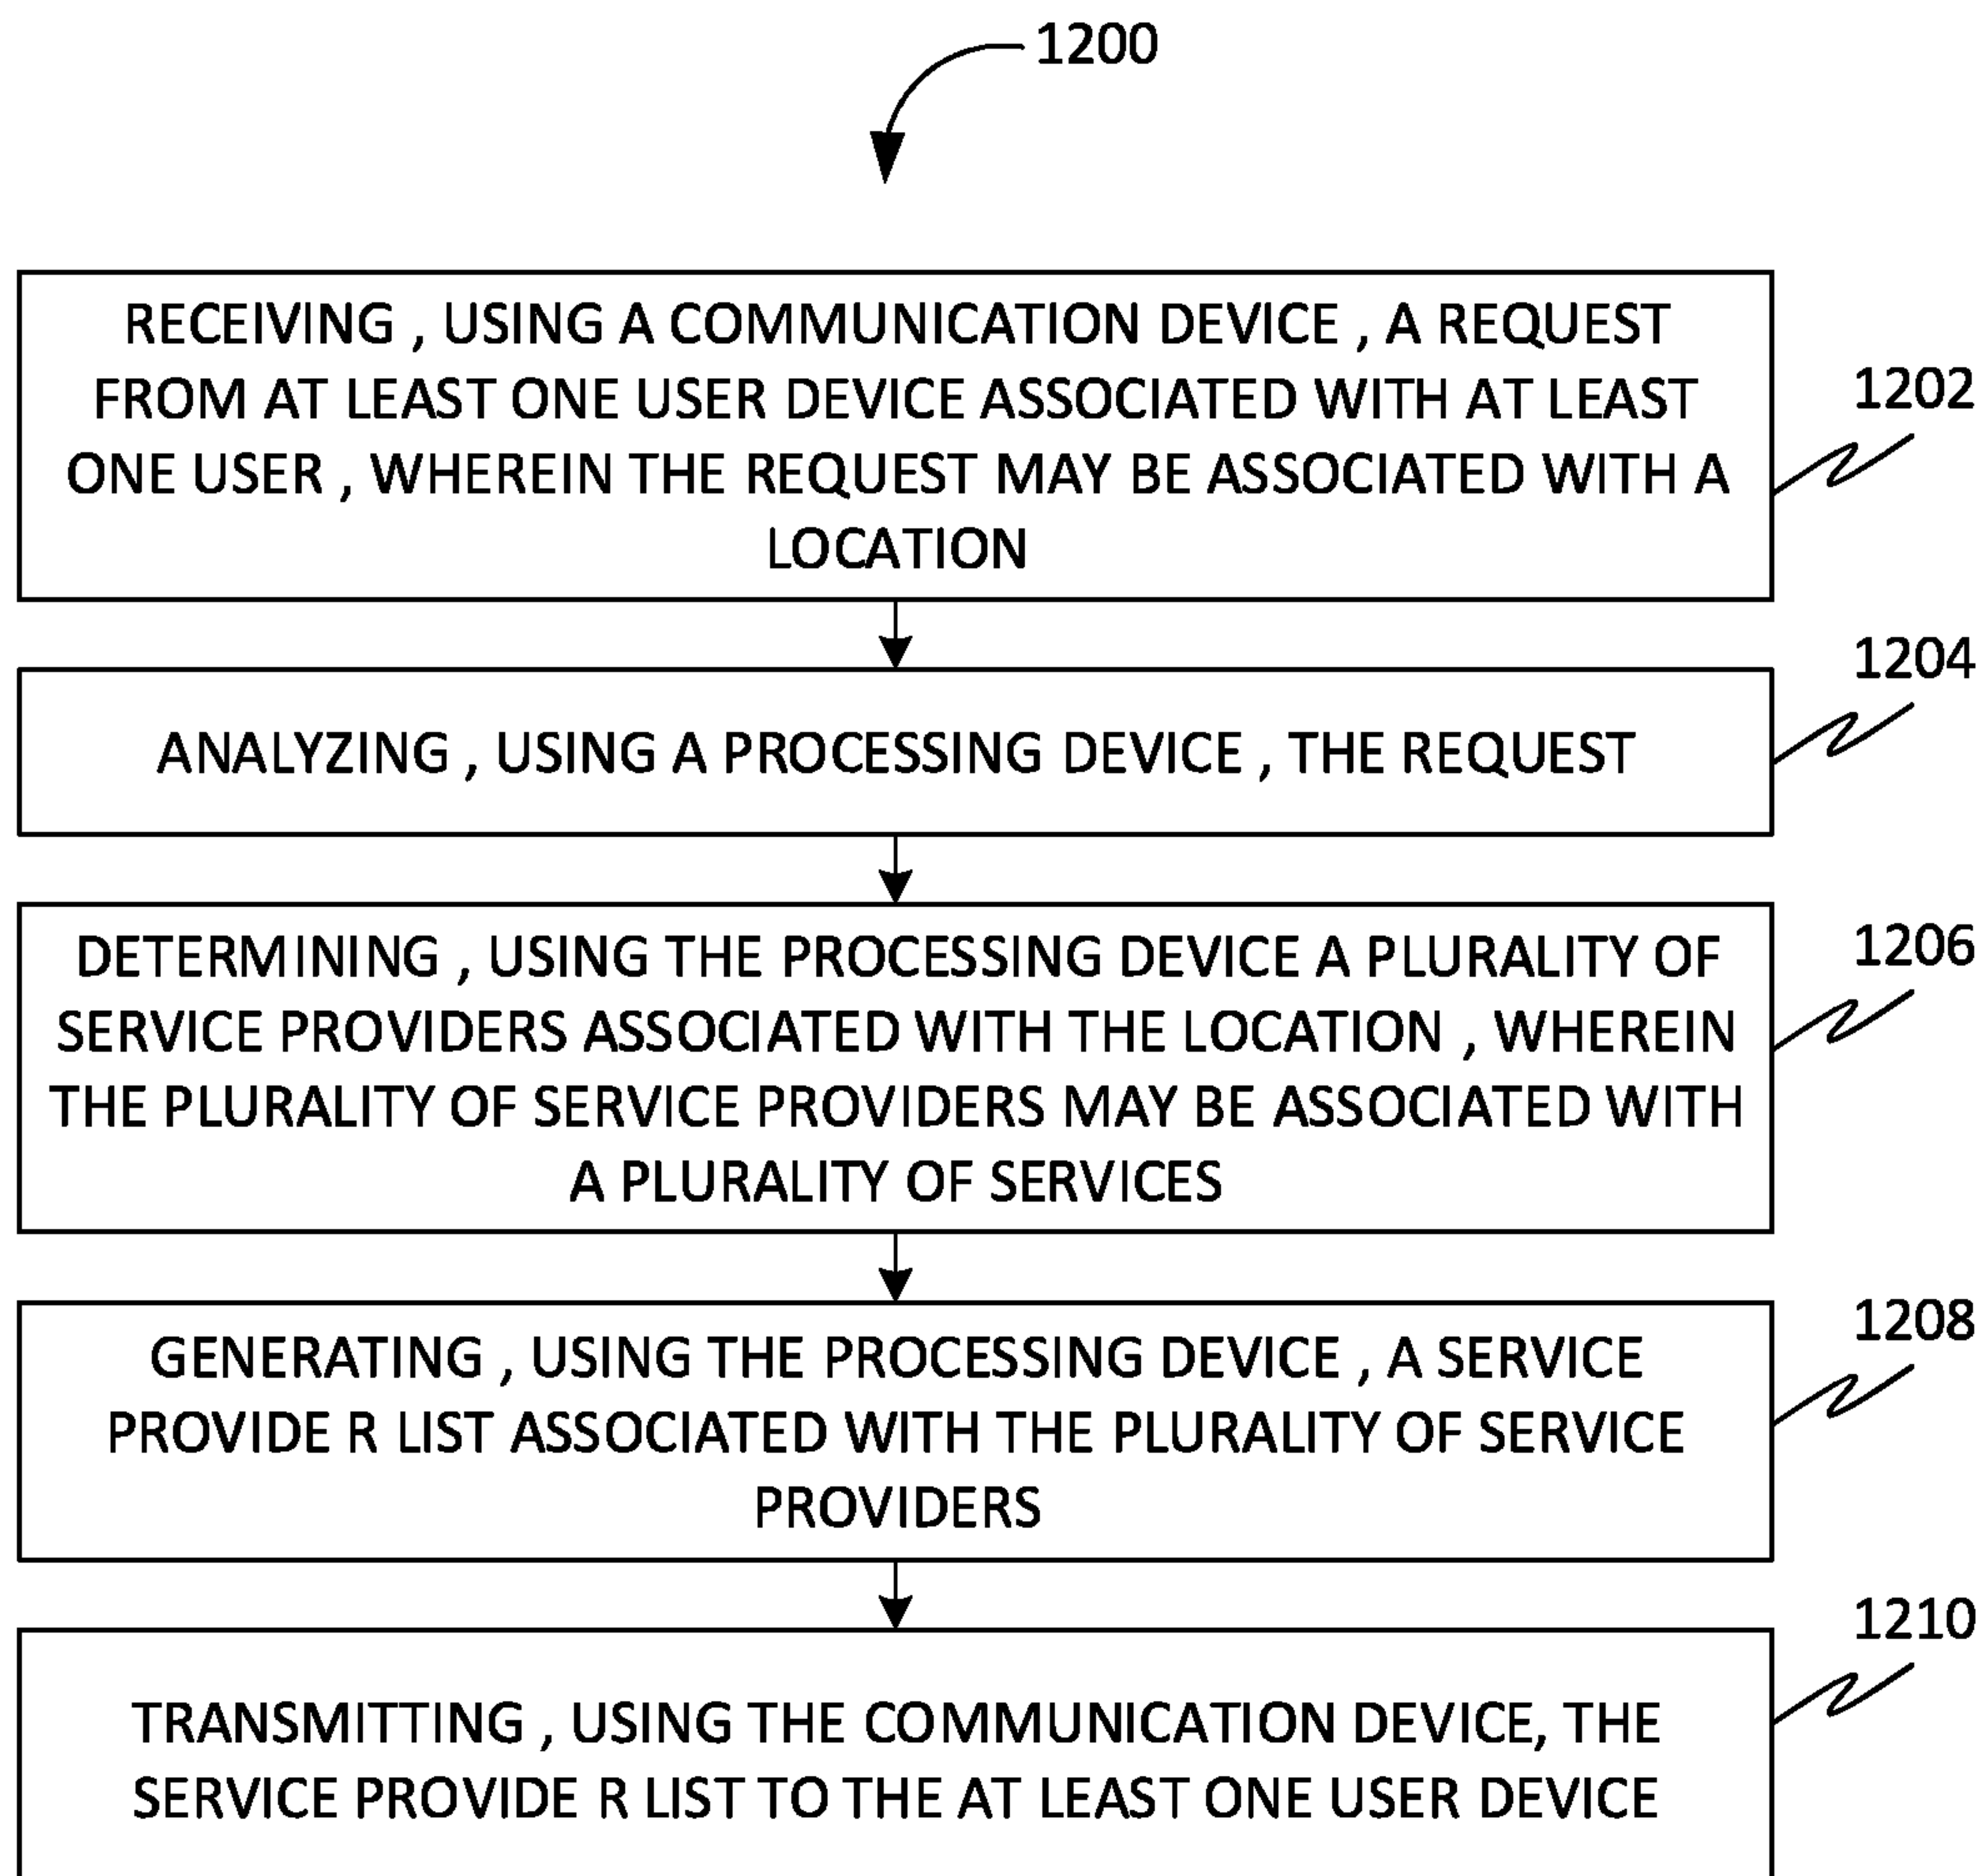 1200
RECEIVING , USING A COMMUNICATION DEVICE , A REQUEST
FROM AT LEAST ONE USER DEVICE ASSOCIATED WITH AT LEAST
ONE USER , WHEREIN THE REQUEST MAY BE ASSOCIATED WITH A
LOCATION
1202
ANALYZING , USING A PROCESSING DEVICE , THE REQUEST
1204
DETERMINING , USING THE PROCESSING DEVICE A PLURALITY OF
SERVICE PROVIDERS ASSOCIATED WITH THE LOCATION , WHEREIN
THE PLURALITY OF SERVICE PROVIDERS MAY BE ASSOCIATED WITH
A PLURALITY OF SERVICES
1206
GENERATING , USING THE PROCESSING DEVICE , A SERVICE
PROVIDE R LIST ASSOCIATED WITH THE PLURALITY OF SERVICE
PROVIDERS
1208
TRANSMITTING , USING THE COMMUNICATION DEVICE, THE
SERVICE PROVIDE R LIST TO THE AT LEAST ONE USER DEVICE
1210